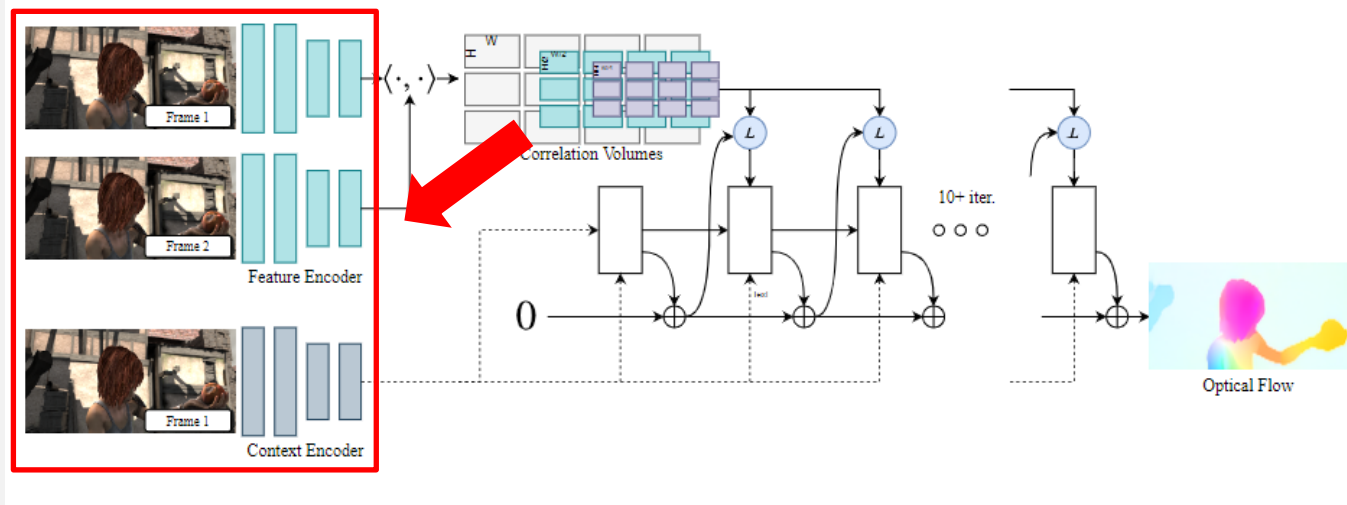 Frame 1
Frame 2
Feature Encoder
Frame 1
Context Encoder
⟨·, ·⟩
H
W
Correlation Volumes
L
L
L
10+ iter.
0
Optical Flow